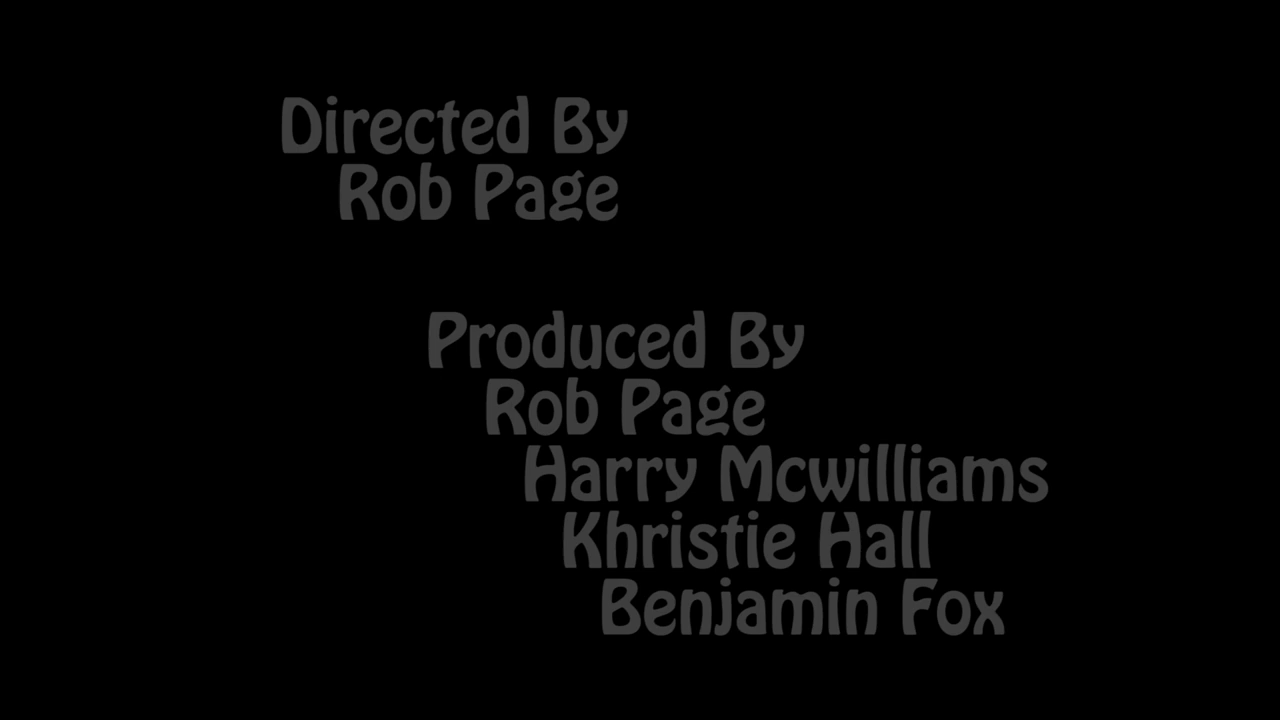 Directed By
Rob Page
Produced By
Rob Page
Harry Mcwilliams
Khristie Hall
Benjamin Fox